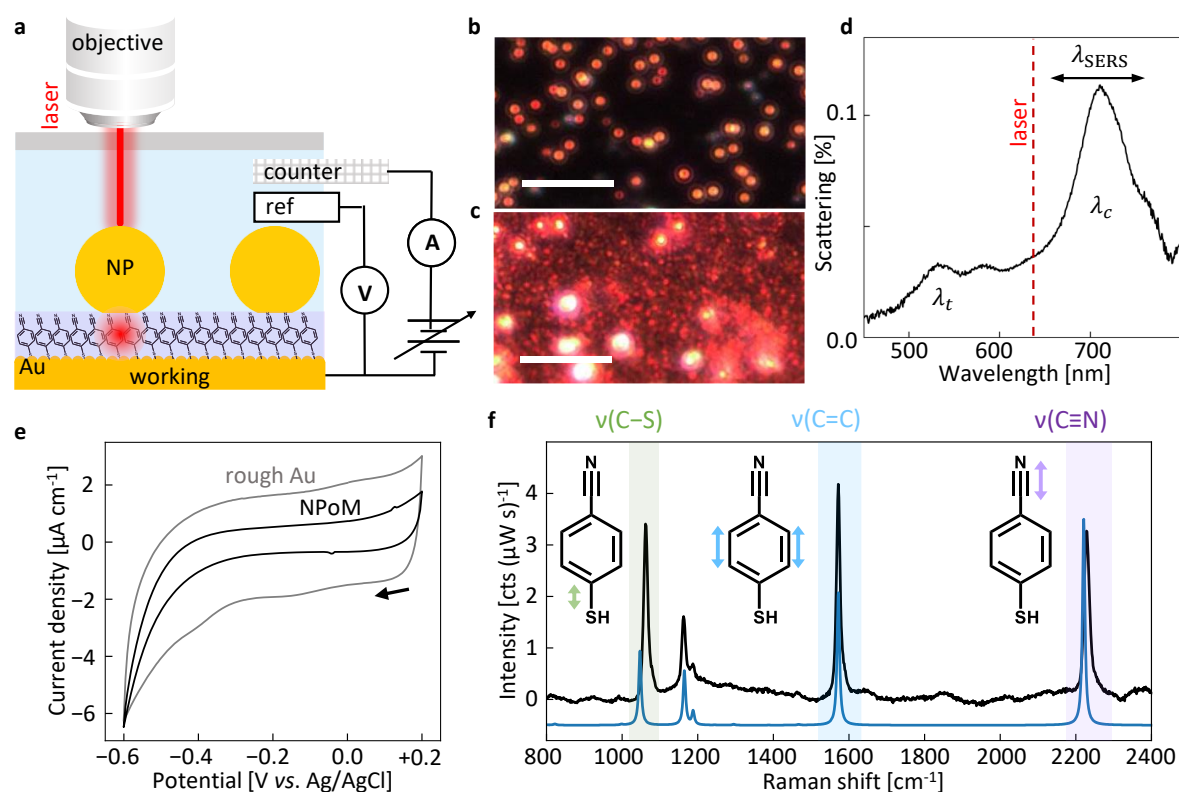 a
objective
laser
counter
ref
NP
A
V
Au
working
b
c
d
λSERS
laser
0.1
Scattering [%]
λc
λt
0.0
500
600
700
Wavelength [nm]
e
rough Au
NPoM
2
0
−2
−4
−6
Current density [µA cm⁻¹]
−0.6
−0.4
−0.2
0.0
+0.2
Potential [V vs. Ag/AgCl]
f
ν(C−S)
ν(C=C)
ν(C≡N)
N
N
N
SH
SH
SH
4
3
2
1
0
Intensity [cts (µW s)⁻¹]
800
1000
1200
1400
1600
1800
2000
2200
2400
Raman shift [cm⁻¹]